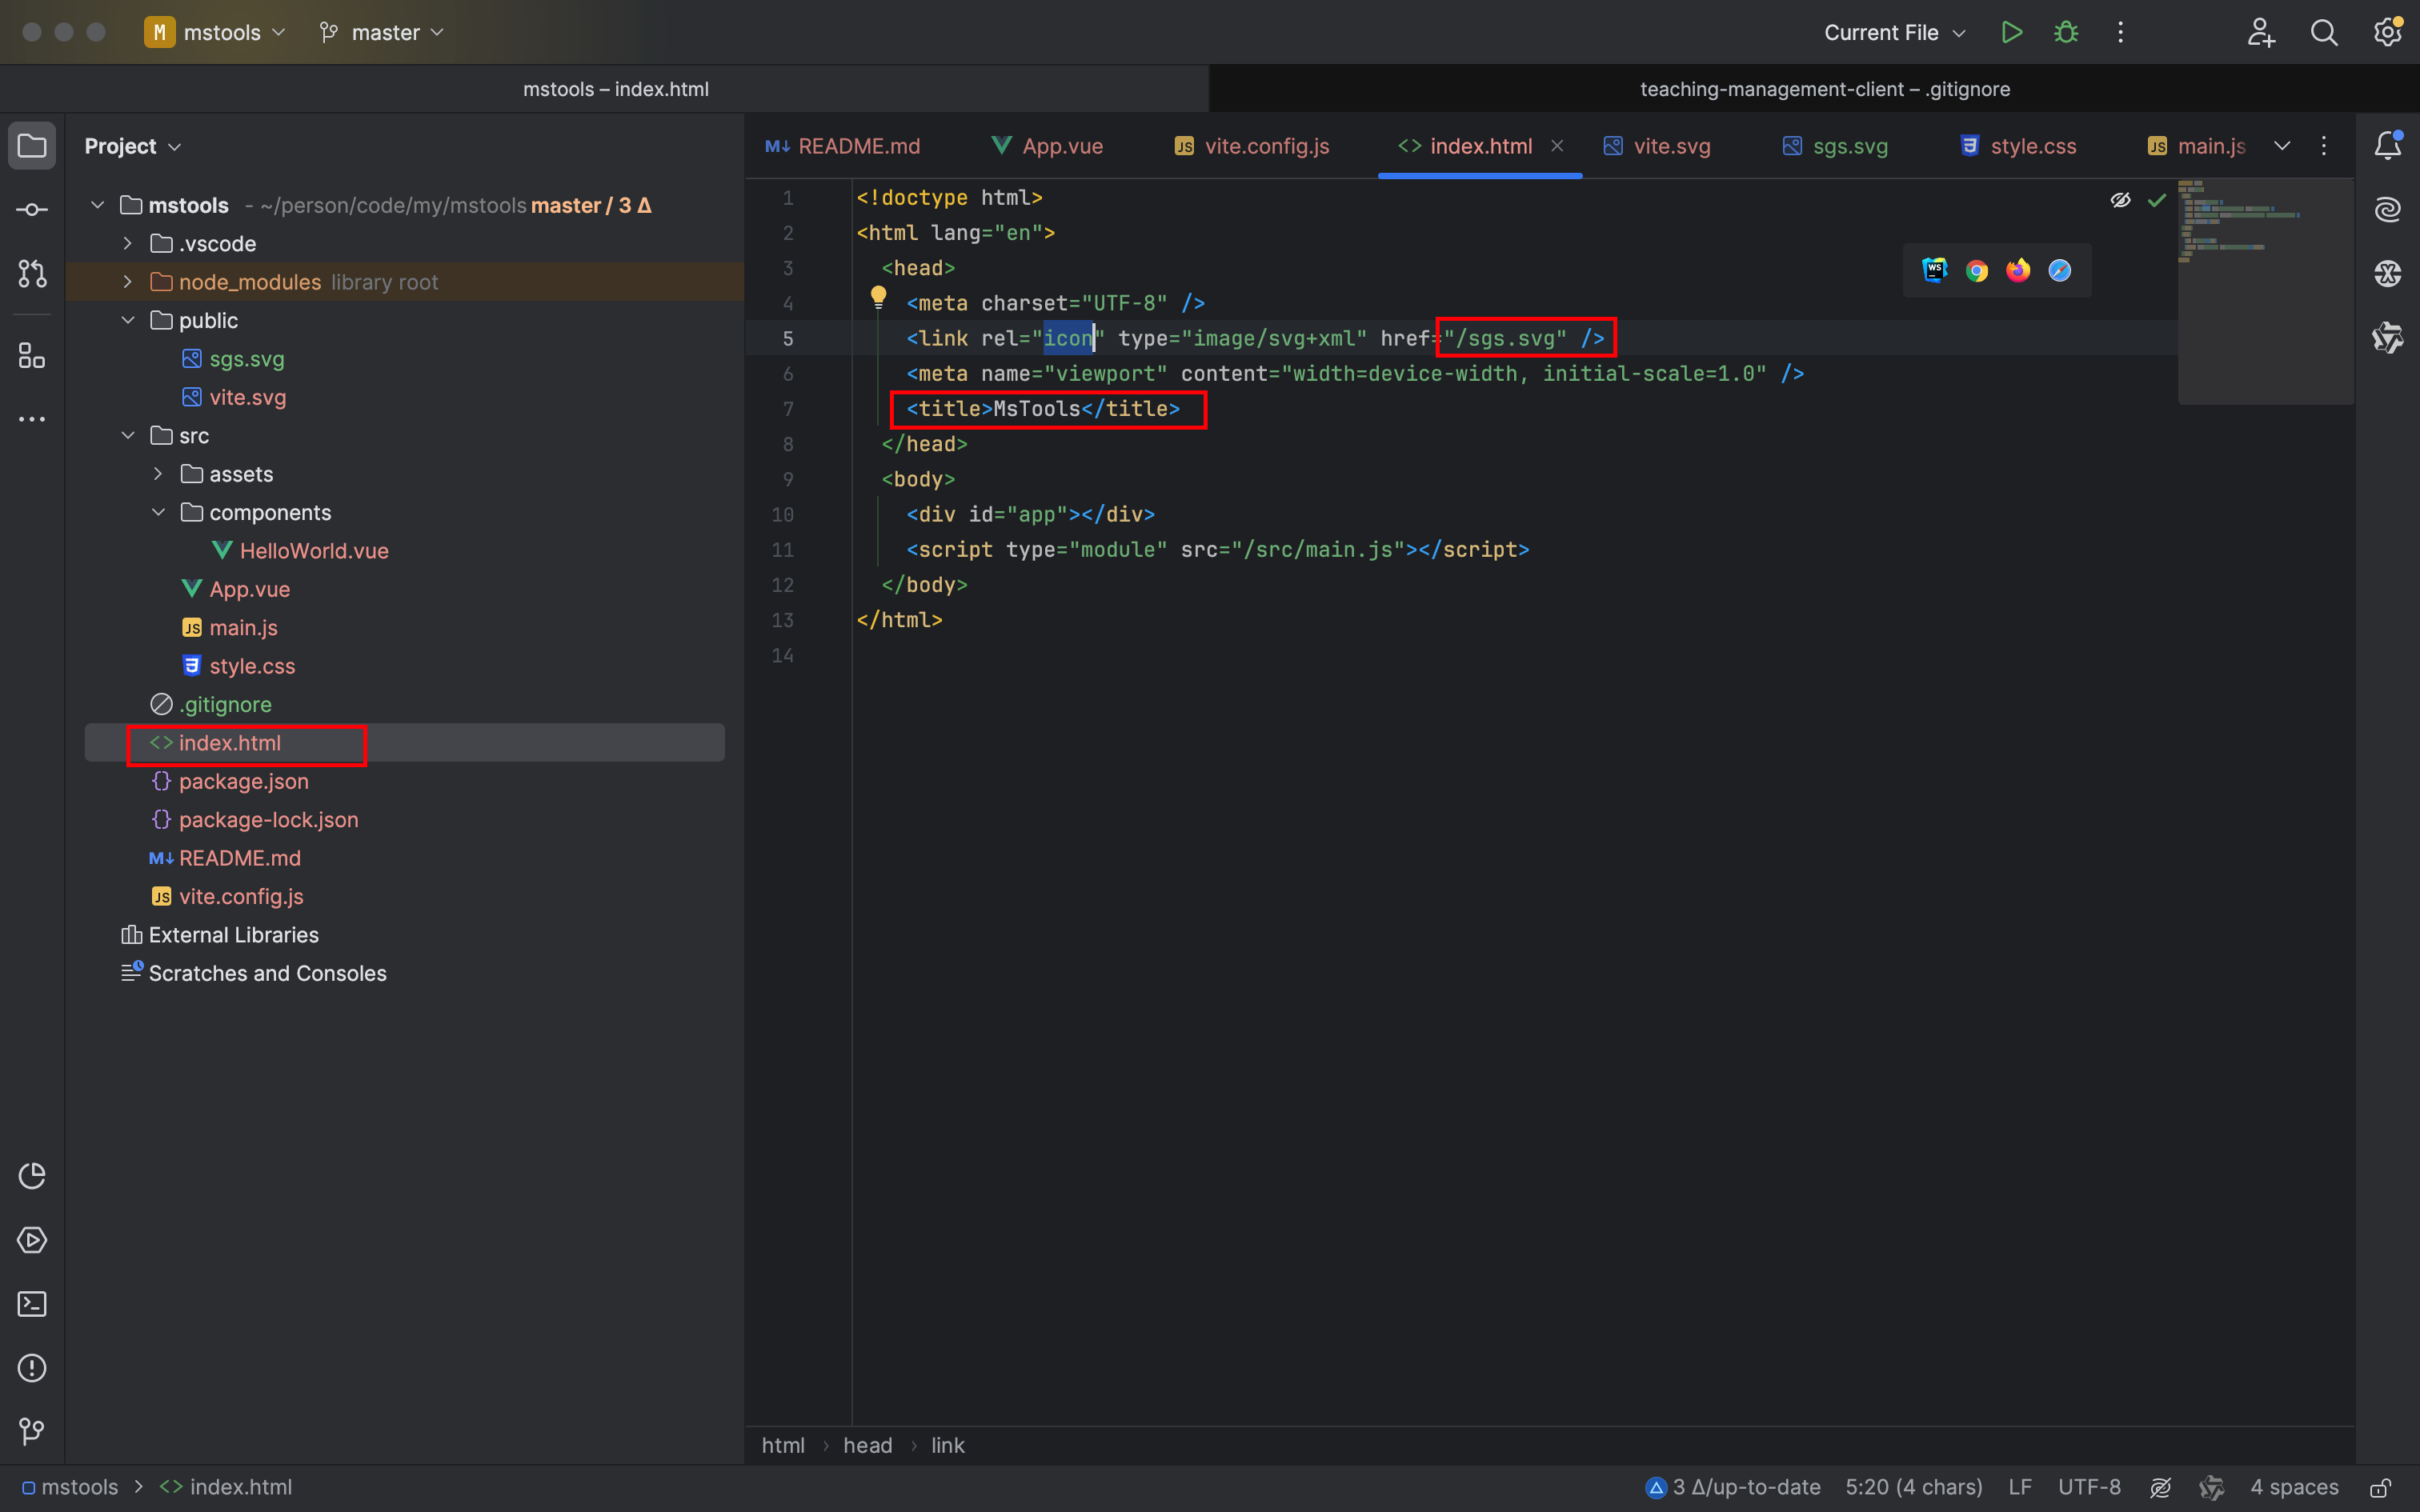 M mstools master Current File
mstools – index.html teaching-management-client – .gitignore
Project
mstools - ~/person/code/my/mstools master / 3 Δ
.vscode
node_modules library root
public
sgs.svg
vite.svg
src
assets
components
HelloWorld.vue
App.vue
JS main.js
style.css
.gitignore
<> index.html
{} package.json
{} package-lock.json
M↓ README.md
JS vite.config.js
External Libraries
Scratches and Consoles
M↓ README.md App.vue JS vite.config.js <> index.html vite.svg sgs.svg style.css JS main.js
1 <!doctype html>
2 <html lang="en">
3 <head>
4 <meta charset="UTF-8" />
5 <link rel="icon" type="image/svg+xml" href="/sgs.svg" />
6 <meta name="viewport" content="width=device-width, initial-scale=1.0" />
7 <title>MsTools</title>
8 </head>
9 <body>
10 <div id="app"></div>
11 <script type="module" src="/src/main.js"></script>
12 </body>
13 </html>
14
WS
html › head › link
mstools > <> index.html 3 Δ/up-to-date 5:20 (4 chars) LF UTF-8 4 spaces